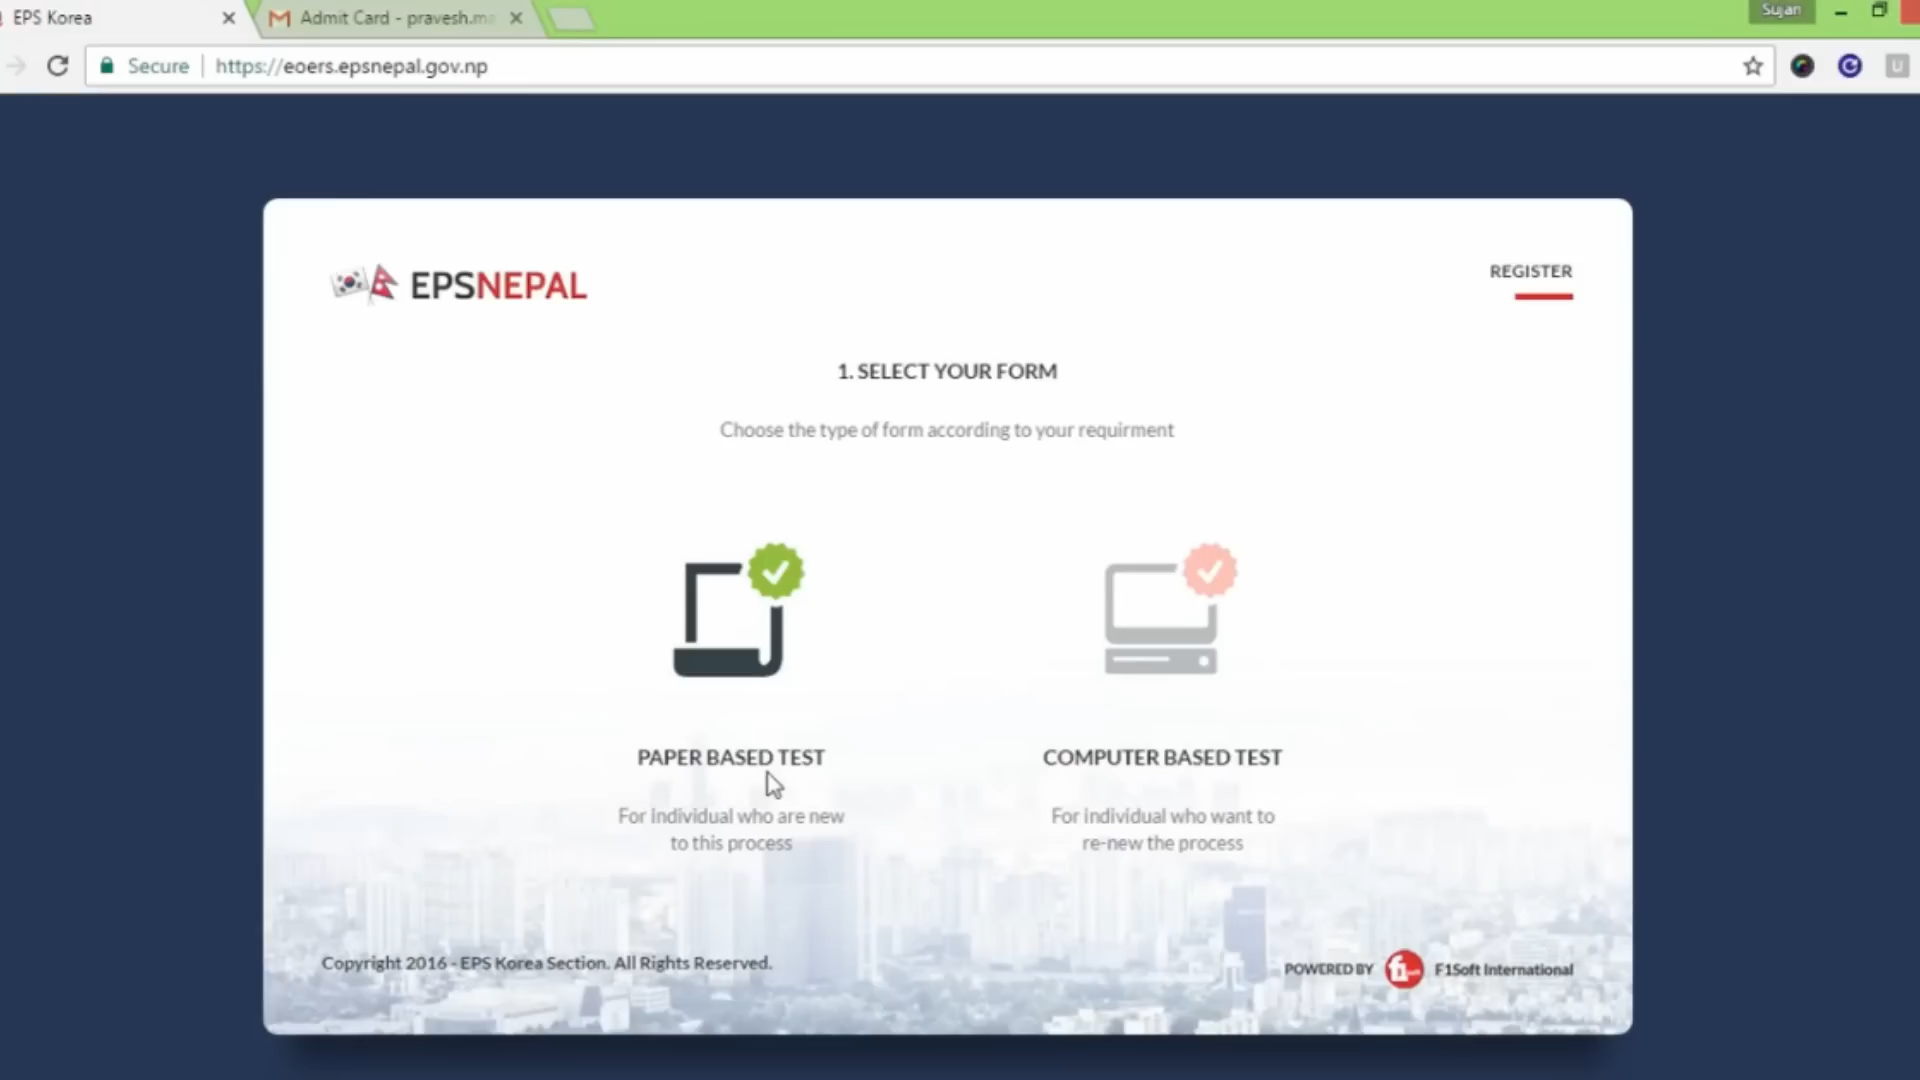 EPS Korea
Admit Card - pravesh.ma
Sujan
Secure
https://eoers.epsnepal.gov.np
U
EPSNEPAL
REGISTER
1. SELECT YOUR FORM
Choose the type of form according to your requirment
PAPER BASED TEST
COMPUTER BASED TEST
For individual who are new
to this process
For individual who want to
re-new the process
Copyright 2016 - EPS Korea Section. All Rights Reserved.
POWERED BY
F1Soft International